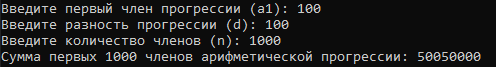 Введите первый член прогрессии (a1): 100
Введите разность прогрессии (d): 100
Введите количество членов (n): 1000
Сумма первых 1000 членов арифметической прогрессии: 50050000